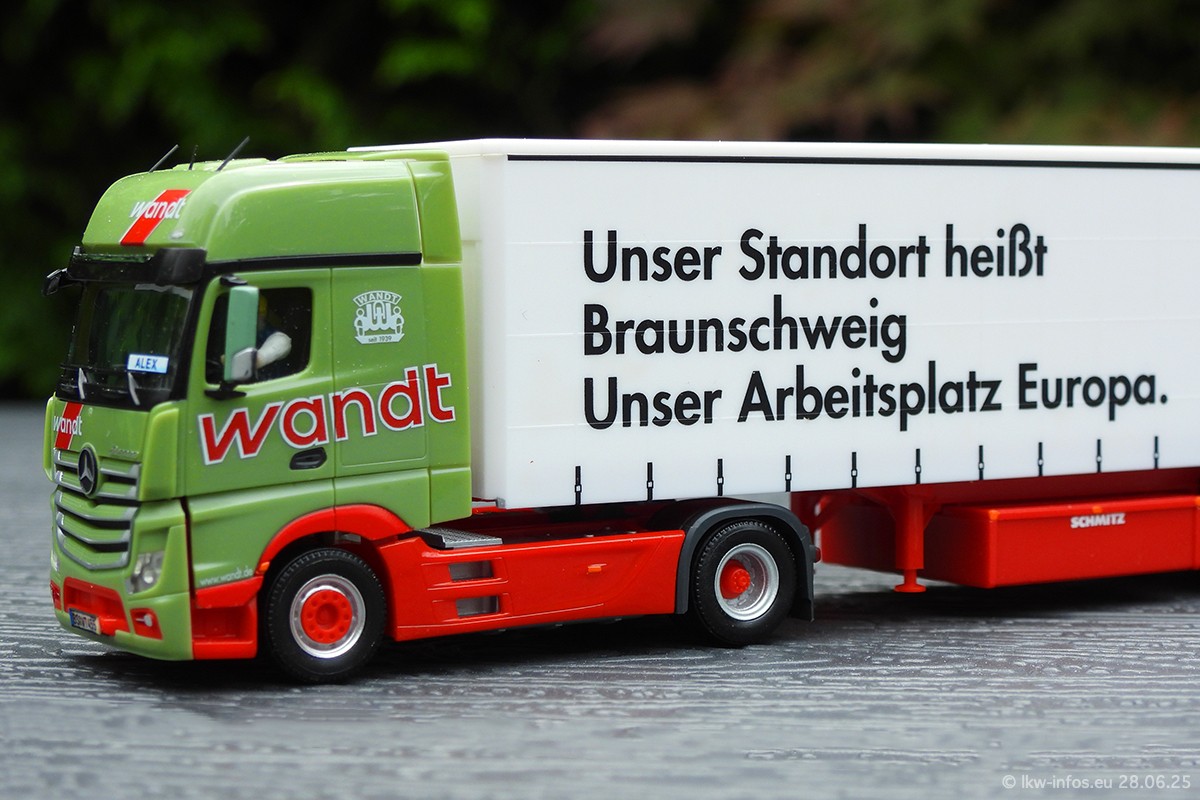 wandt
ALEX
wandt
WANDT
seit 1939
wandt
www.wandt.de
Unser Standort heißt
Braunschweig
Unser Arbeitsplatz Europa.
SCHMITZ
© lkw-infos.eu 28.06.25